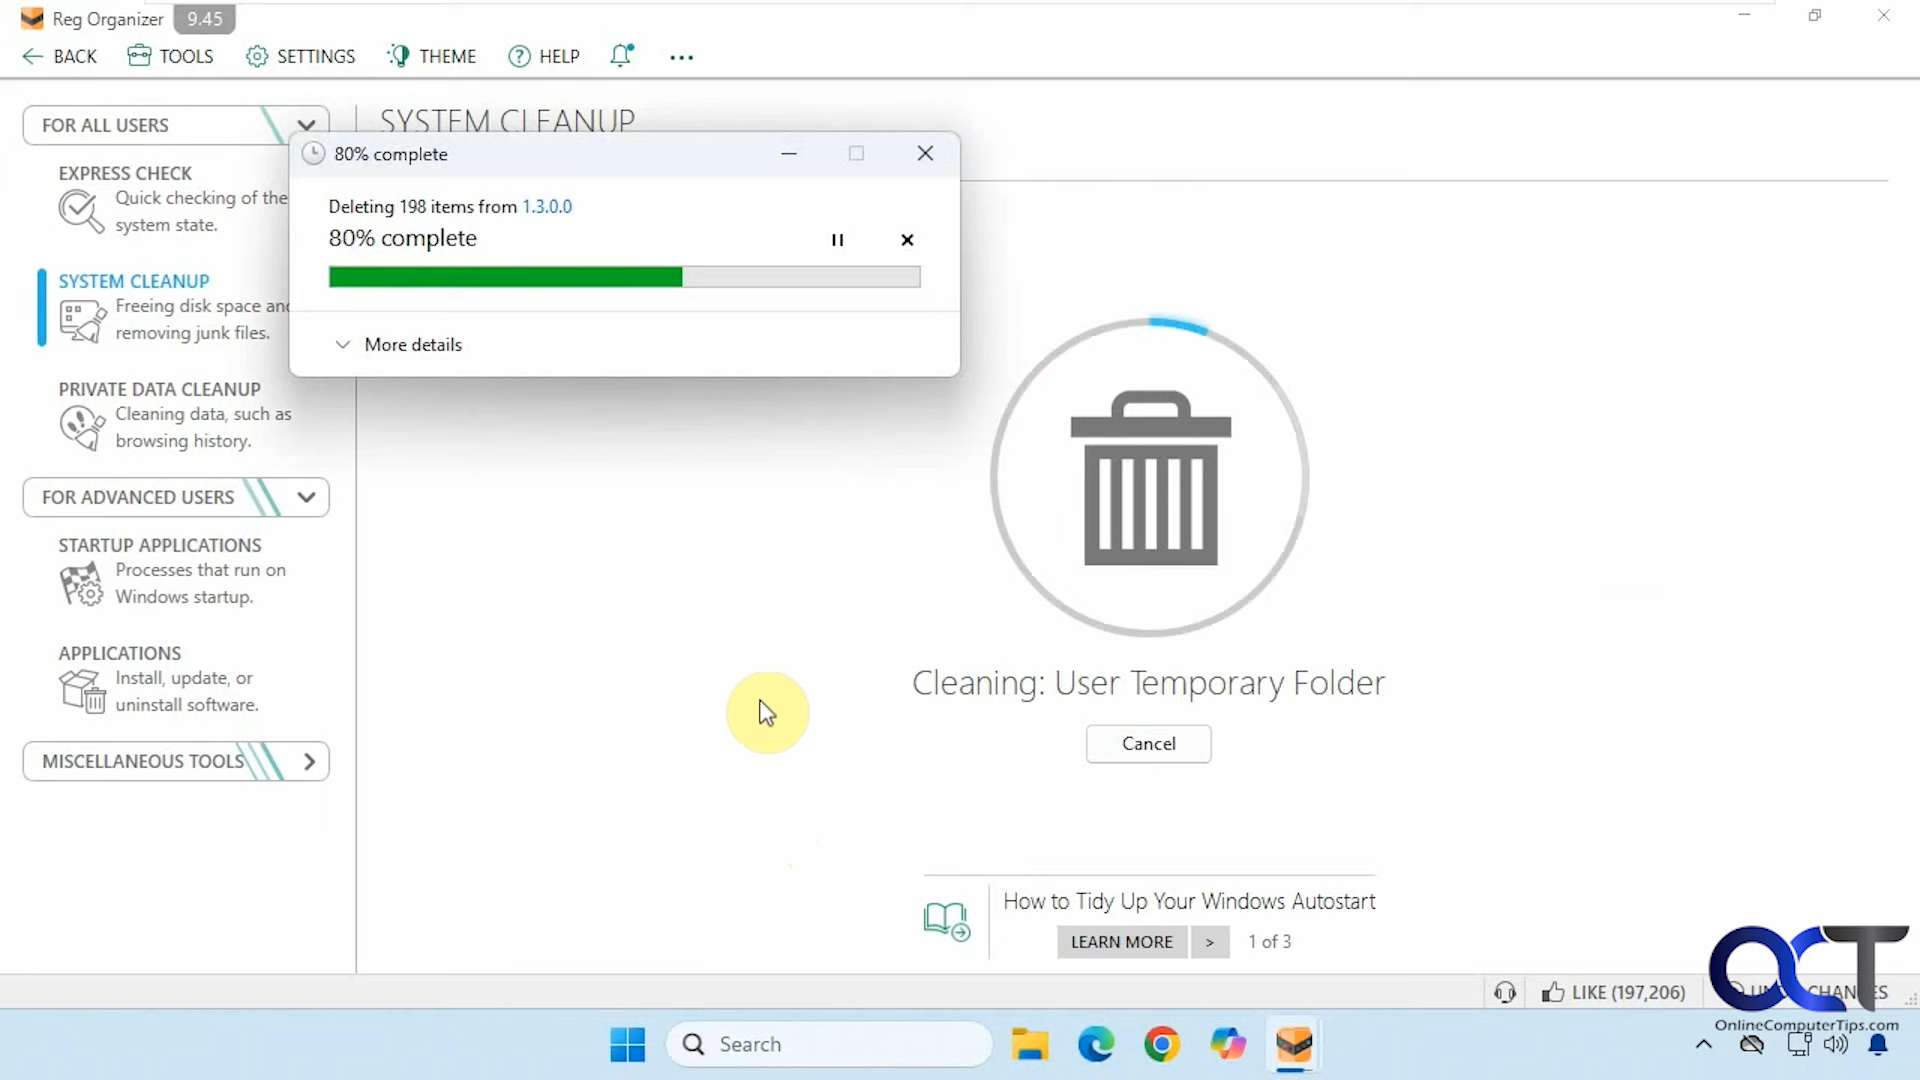 Reg Organizer 9.45
BACK TOOLS SETTINGS THEME HELP
FOR ALL USERS
EXPRESS CHECK
Quick checking of the
system state.
SYSTEM CLEANUP
Freeing disk space and
removing junk files.
PRIVATE DATA CLEANUP
Cleaning data, such as
browsing history.
FOR ADVANCED USERS
STARTUP APPLICATIONS
Processes that run on
Windows startup.
APPLICATIONS
Install, update, or
uninstall software.
MISCELLANEOUS TOOLS
SYSTEM CLEANUP
80% complete
Deleting 198 items from 1.3.0.0
80% complete
More details
Cleaning: User Temporary Folder
Cancel
How to Tidy Up Your Windows Autostart
LEARN MORE > 1 of 3
LIKE (197,206)
OCT
OnlineComputerTips.com
Search